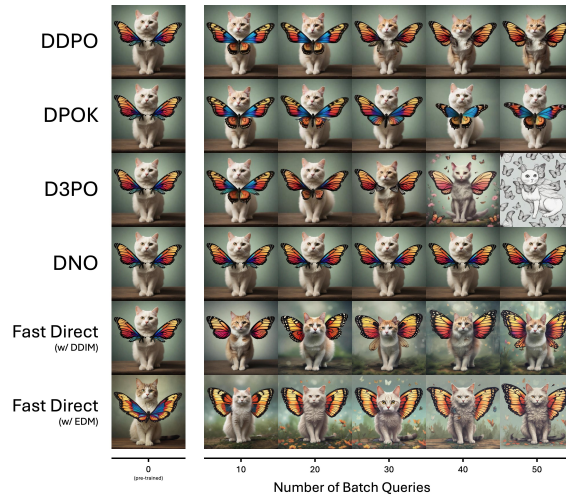 DDPO
DPOK
D3PO
DNO
Fast Direct
(w/ DDIM)
Fast Direct
(w/ EDM)
0 10 20 30 40 50
(pre-trained)
Number of Batch Queries